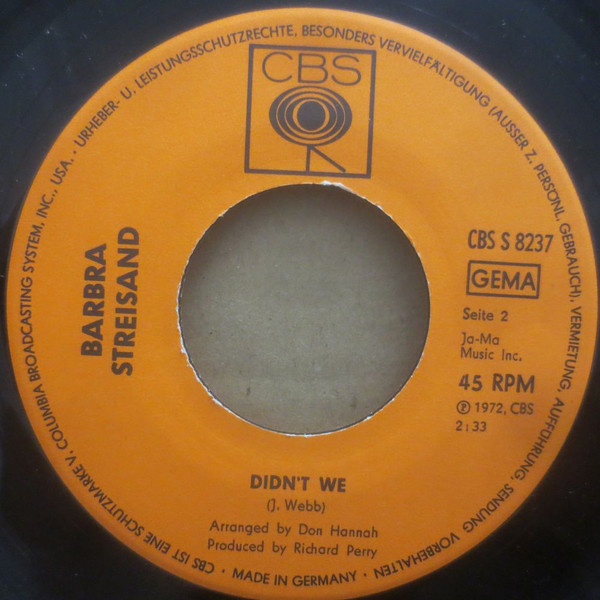 URHEBER- U. LEISTUNGSSCHUTZRECHTE, BESONDERS VERVIELFÄLTIGUNG (AUSSER Z. PERSÖNL. GEBRAUCH), VERMIETUNG, AUFFÜHRUNG, SENDUNG VORBEHALTEN
CBS
BARBRA
STREISAND
CBS S 8237
GEMA
Seite 2
Ja-Ma
Music Inc.
45 RPM
Ⓟ 1972, CBS
2:33
DIDN'T WE
(J. Webb)
Arranged by Don Hannah
Produced by Richard Perry
CBS IST EINE SCHUTZMARKE V. COLUMBIA BROADCASTING SYSTEM, INC., USA. ·
· MADE IN GERMANY ·